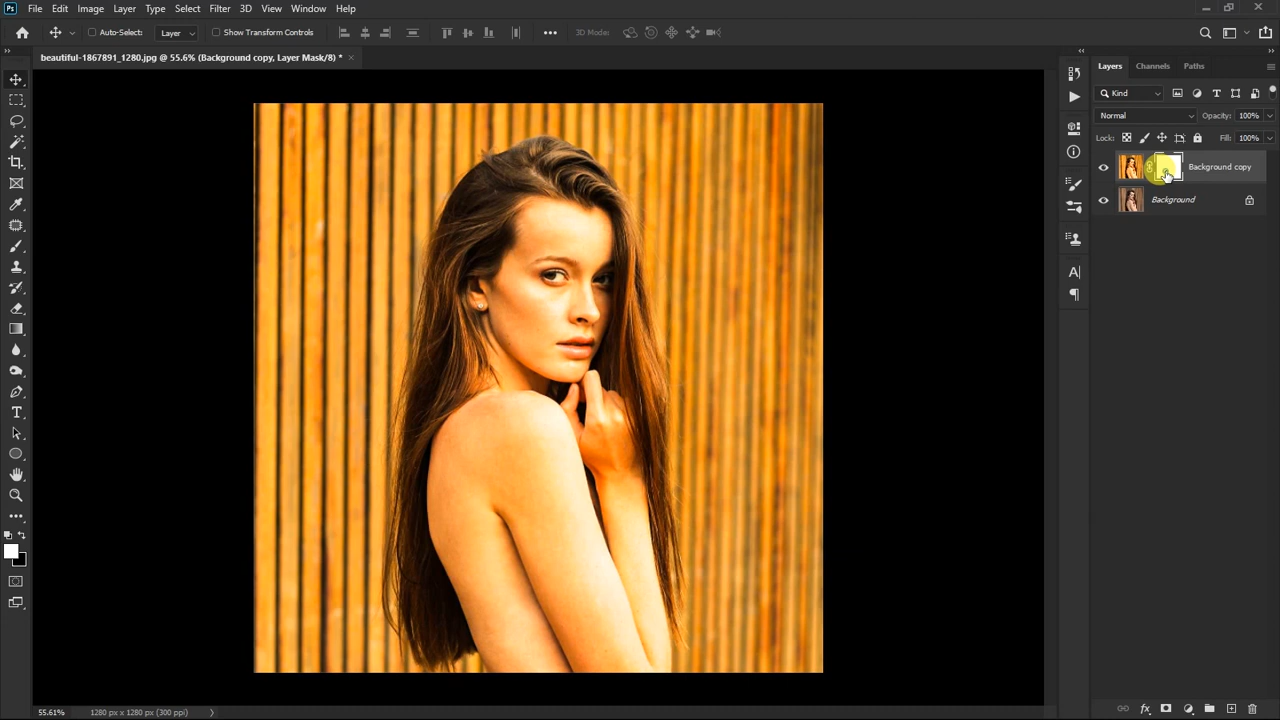 Ps File Edit Image Layer Type Select Filter 3D View Window Help
Auto-Select: Layer Show Transform Controls 3D Mode:
beautiful-1867891_1280.jpg @ 55.6% (Background copy, Layer Mask/8) *
Layers Channels Paths
Kind
Normal Opacity: 100%
Lock: Fill: 100%
Background copy
Background
55.61% 1280 px x 1280 px (300 ppi)